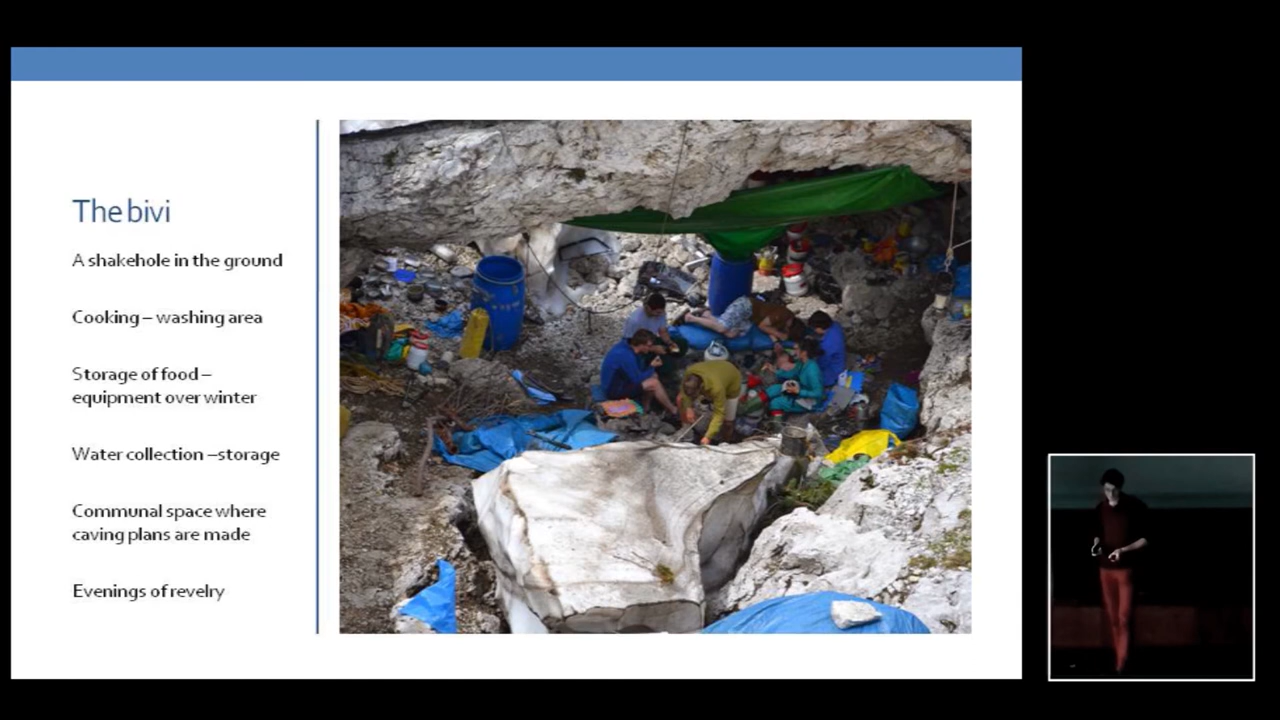 The bivi
A shakehole in the ground
Cooking – washing area
Storage of food –
equipment over winter
Water collection –storage
Communal space where
caving plans are made
Evenings of revelry